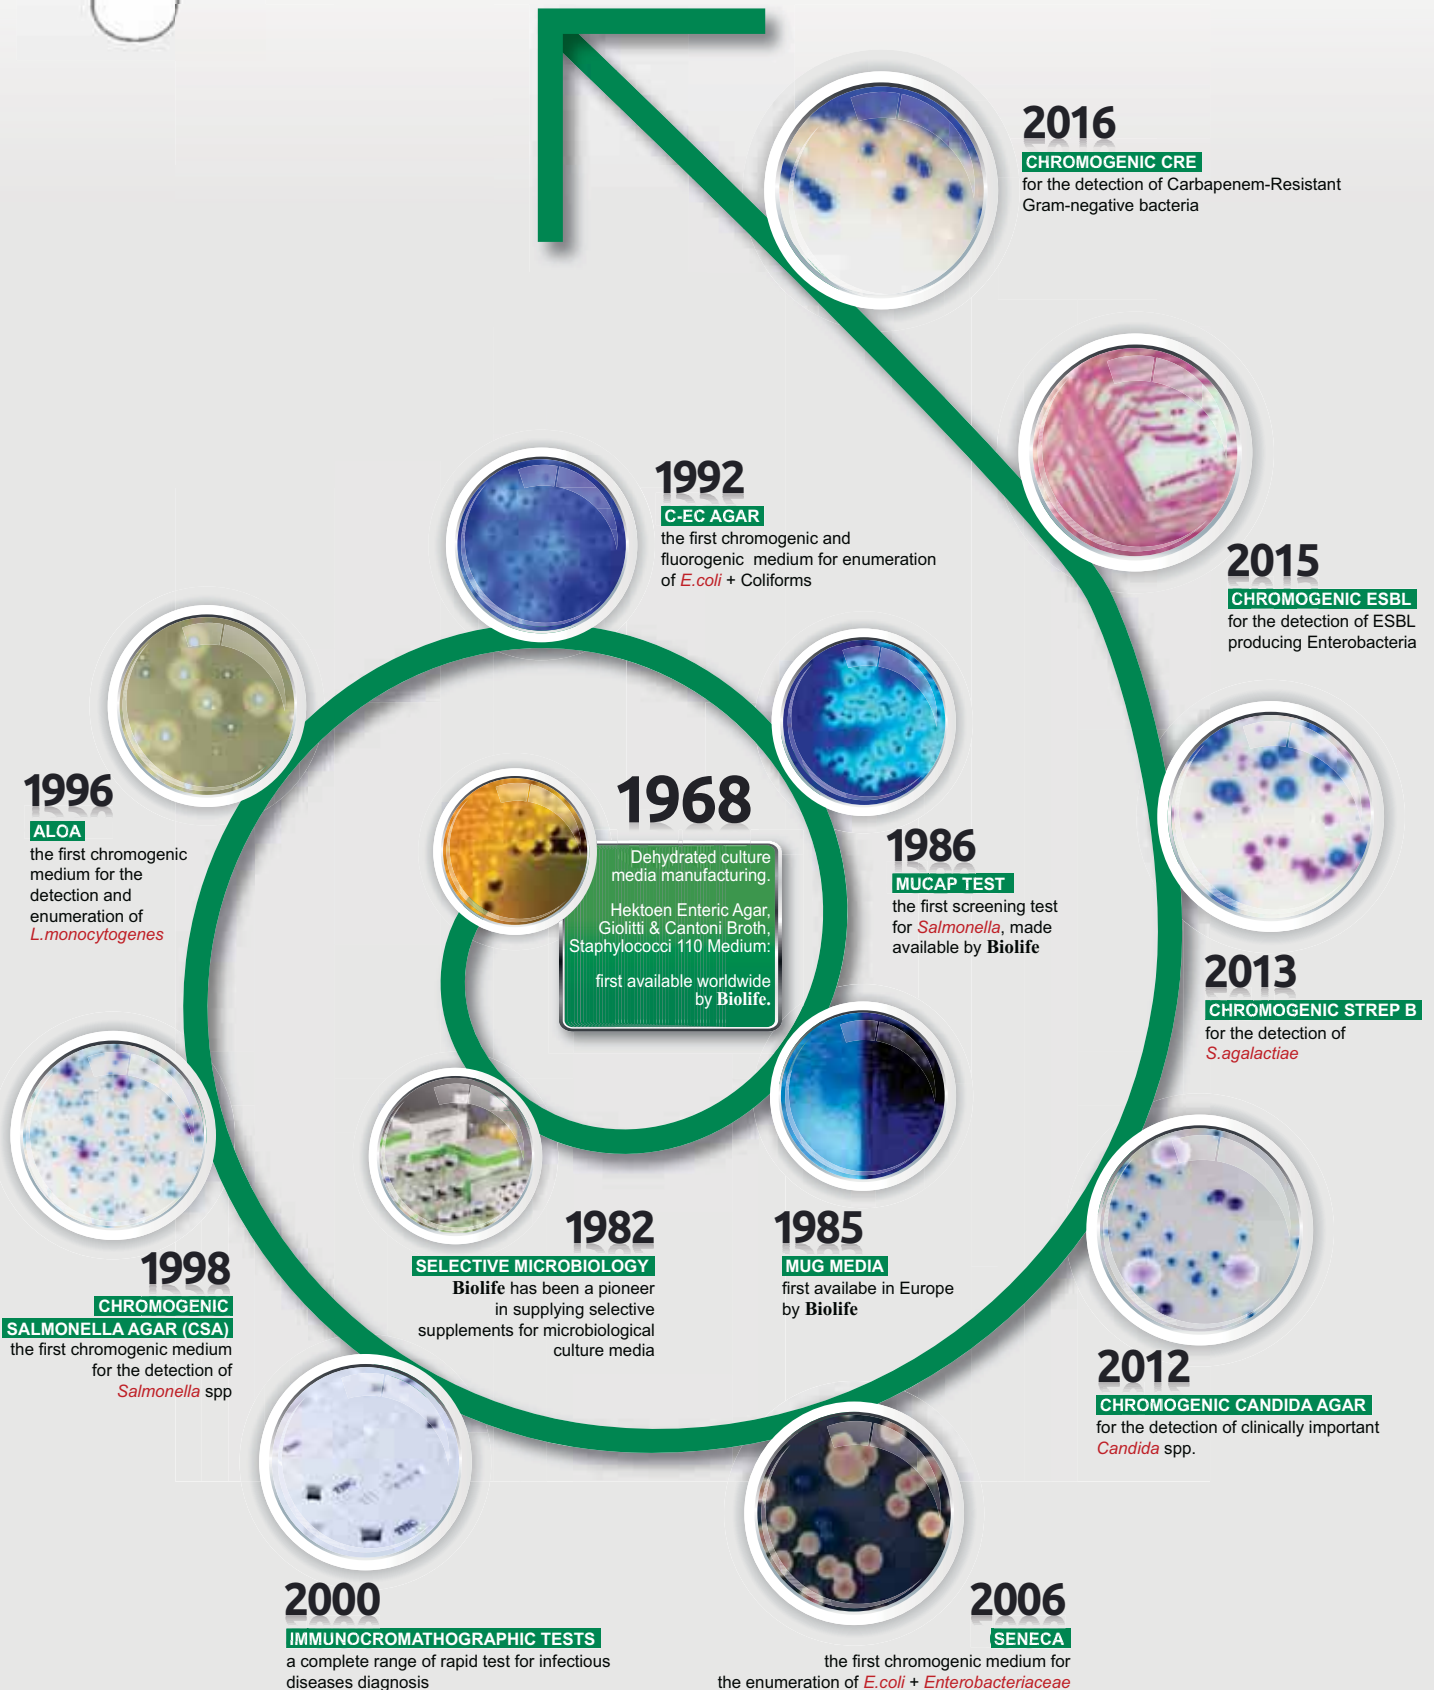 2016
CHROMOGENIC CRE
for the detection of Carbapenem-Resistant
Gram-negative bacteria
1992
C-EC AGAR
the first chromogenic and
fluorogenic medium for enumeration
of E.coli + Coliforms
2015
CHROMOGENIC ESBL
for the detection of ESBL
producing Enterobacteria
1996
ALOA
the first chromogenic
medium for the
detection and
enumeration of
L.monocytogenes
1968
Dehydrated culture
media manufacturing.
Hektoen Enteric Agar,
Giolitti & Cantoni Broth,
Staphylococci 110 Medium:
first available worldwide
by Biolife.
1986
MUCAP TEST
the first screening test
for Salmonella, made
available by Biolife
2013
CHROMOGENIC STREP B
for the detection of
S.agalactiae
1998
CHROMOGENIC
SALMONELLA AGAR (CSA)
the first chromogenic medium
for the detection of
Salmonella spp
1982
SELECTIVE MICROBIOLOGY
Biolife has been a pioneer
in supplying selective
supplements for microbiological
culture media
1985
MUG MEDIA
first availabe in Europe
by Biolife
2012
CHROMOGENIC CANDIDA AGAR
for the detection of clinically important
Candida spp.
2000
IMMUNOCROMATHOGRAPHIC TESTS
a complete range of rapid test for infectious
diseases diagnosis
2006
SENECA
the first chromogenic medium for
the enumeration of E.coli + Enterobacteriaceae